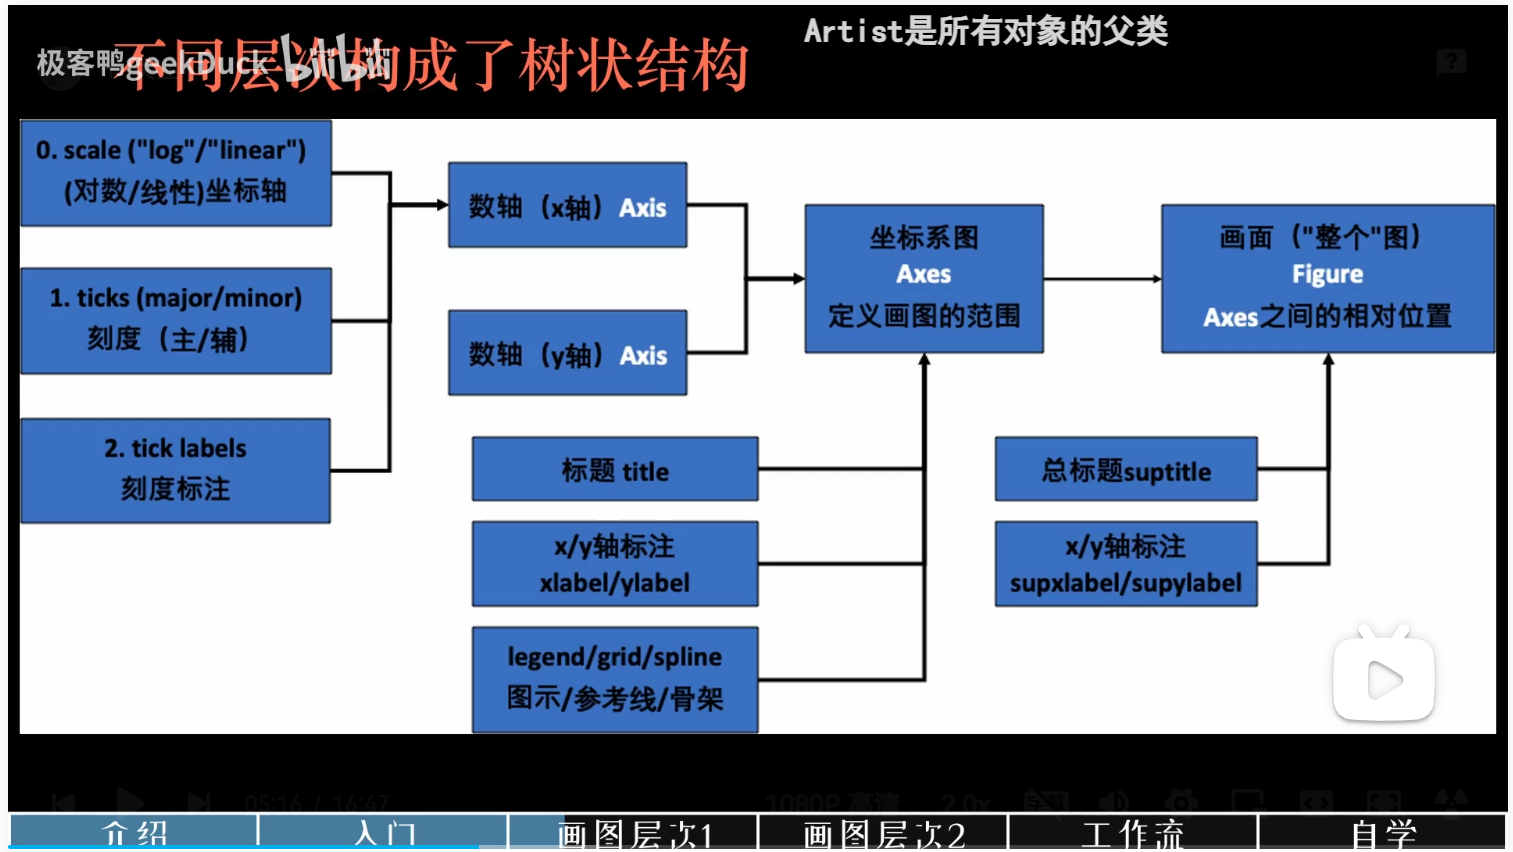 Artist是所有对象的父类
极客鸭geekDuck bilibili
不同层次构成了树状结构
0. scale ("log"/"linear")
(对数/线性)坐标轴
1. ticks (major/minor)
刻度（主/辅）
2. tick labels
刻度标注
数轴（x轴）Axis
数轴（y轴）Axis
坐标系图
Axes
定义画图的范围
画面（"整个"图）
Figure
Axes之间的相对位置
标题 title
x/y轴标注
xlabel/ylabel
legend/grid/spline
图示/参考线/骨架
总标题suptitle
x/y轴标注
supxlabel/supylabel
05:16 / 16:47
1080P 高清 2.0x
介绍
入门
画图层次1
画图层次2
工作流
自学